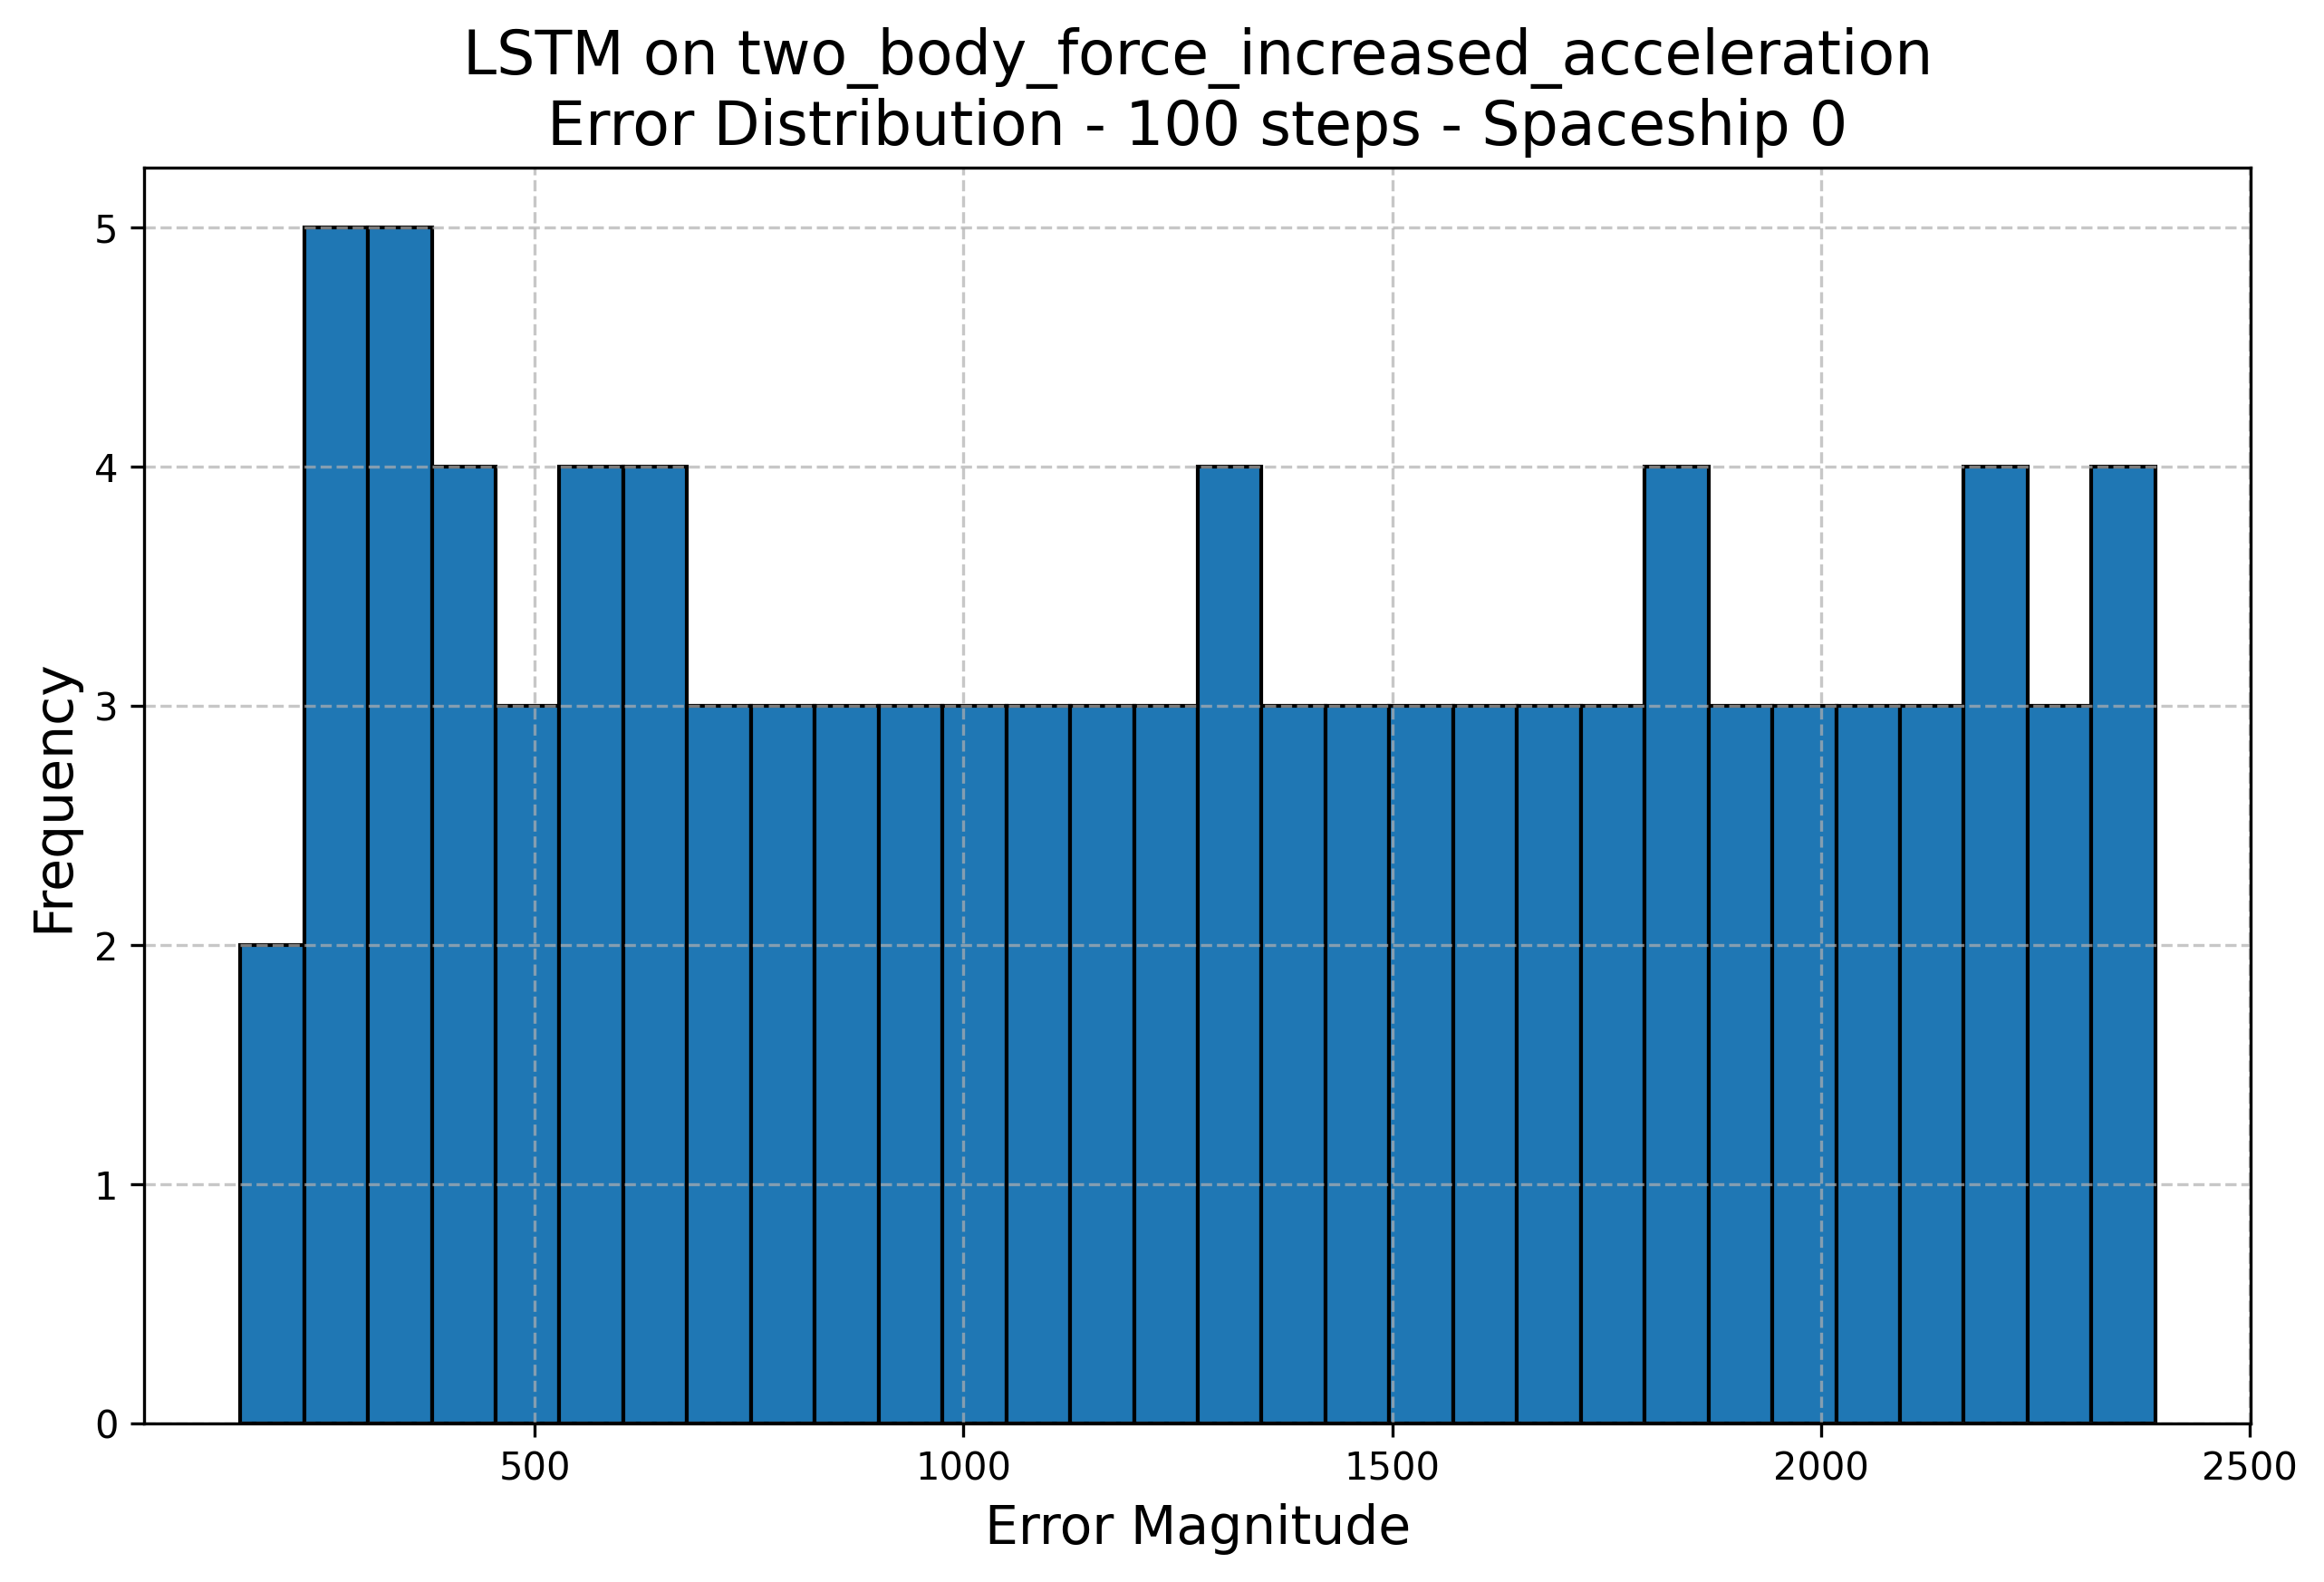 LSTM on two_body_force_increased_acceleration
Error Distribution - 100 steps - Spaceship 0
Frequency
5
4
3
2
1
0
500 1000 1500 2000 2500
Error Magnitude